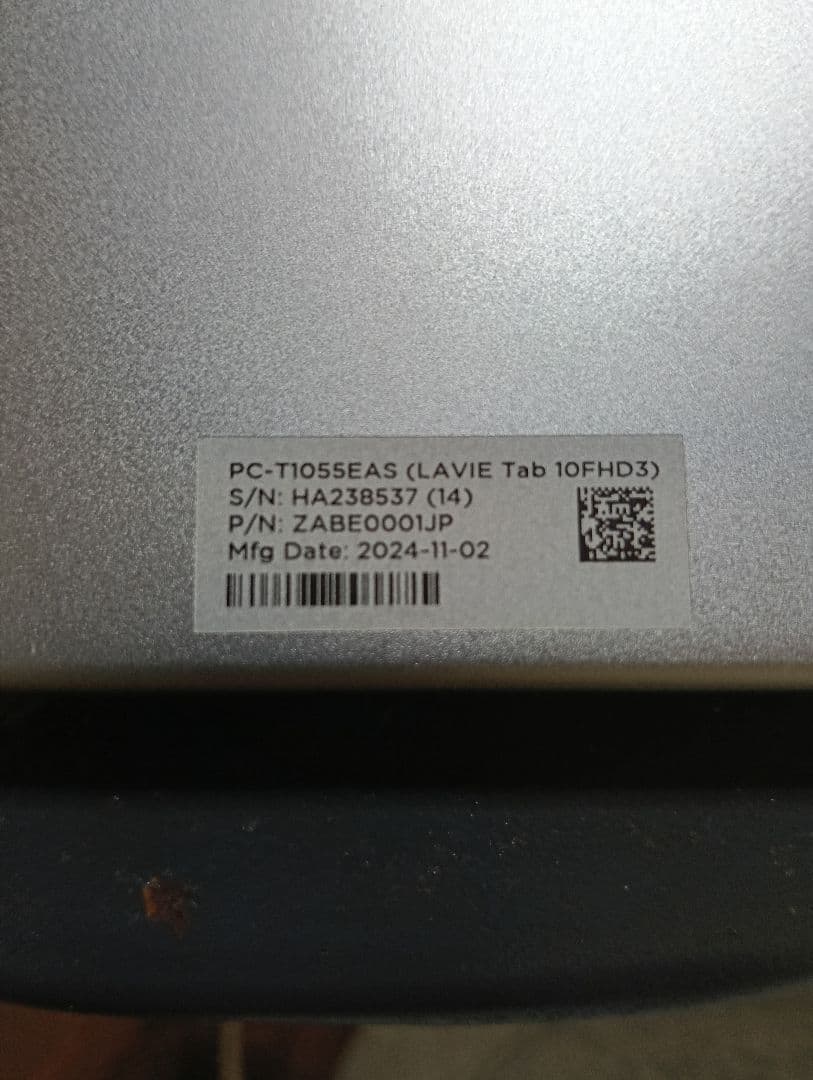 PC-T1055EAS (LAVIE Tab 10FHD3)
S/N: HA238537 (14)
P/N: ZABE0001JP
Mfg Date: 2024-11-02